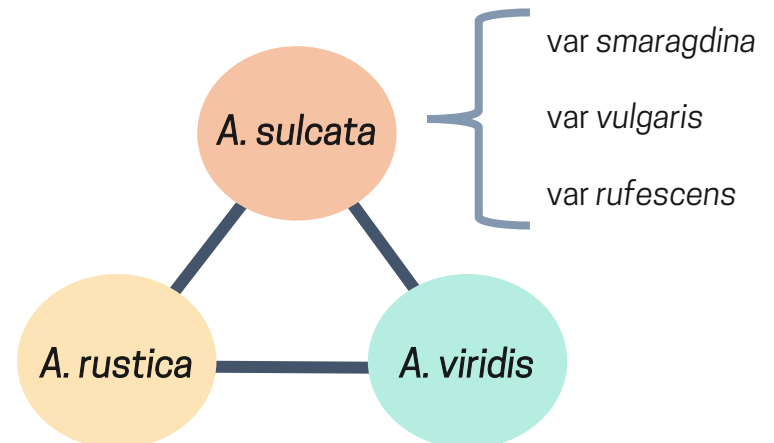 A. sulcata
var smaragdina
var vulgaris
var rufescens
A. rustica
A. viridis